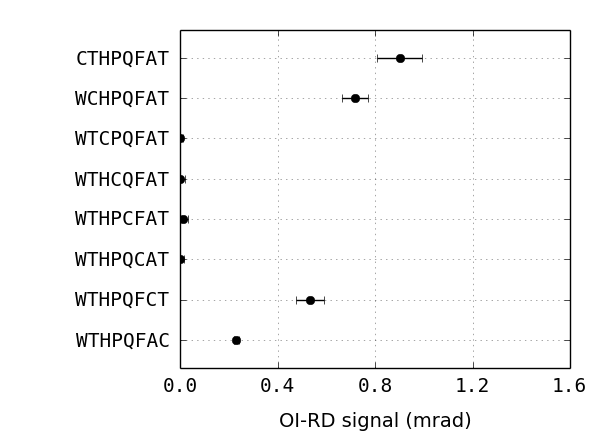 CTHPQFAT
WCHPQFAT
WTCPQFAT
WTHCQFAT
WTHPCFAT
WTHPQCAT
WTHPQFCT
WTHPQFAC
0.0 0.4 0.8 1.2 1.6
OI-RD signal (mrad)